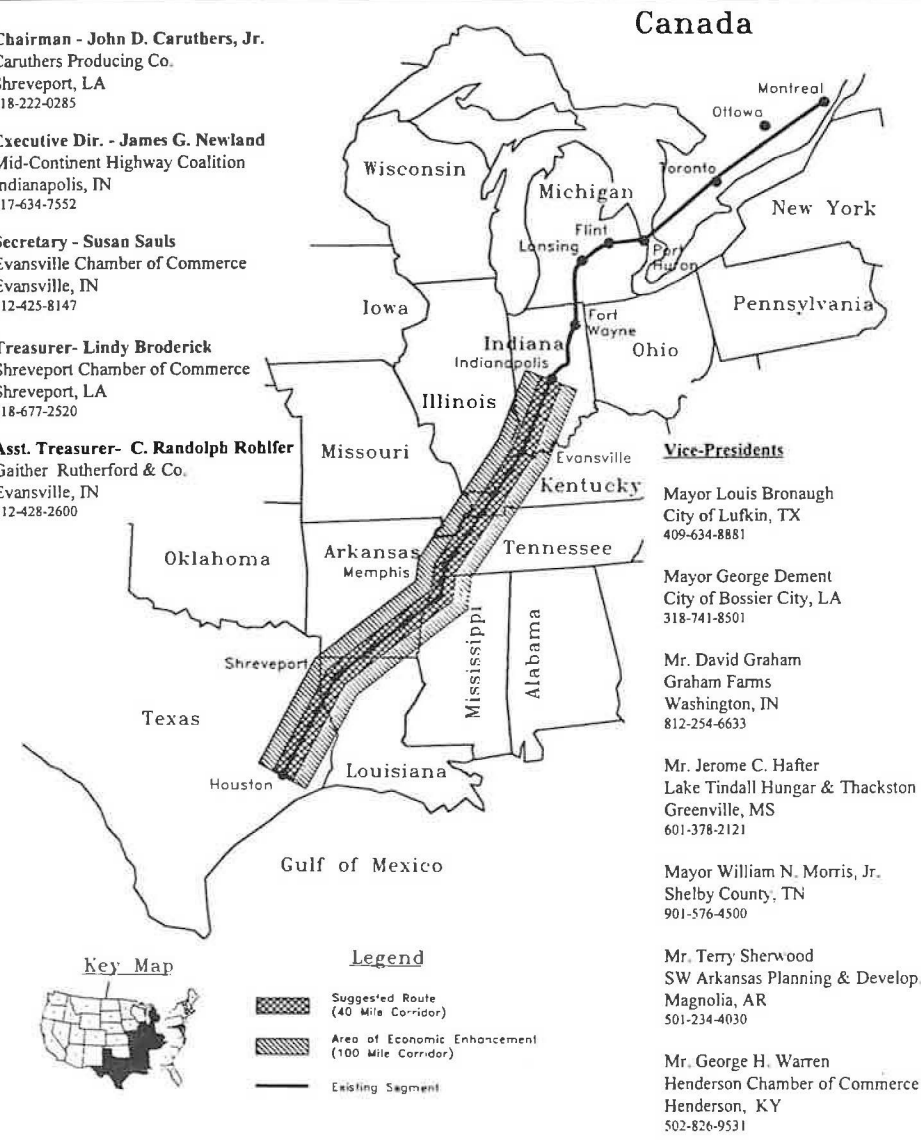 Canada
Chairman - John D. Caruthers, Jr.
Caruthers Producing Co.
Shreveport, LA
18-222-0285
Executive Dir. - James G. Newland
Mid-Continent Highway Coalition
Indianapolis, IN
17-634-7552
Secretary - Susan Sauls
Evansville Chamber of Commerce
Evansville, IN
12-425-8147
Treasurer- Lindy Broderick
Shreveport Chamber of Commerce
Shreveport, LA
18-677-2520
Asst. Treasurer- C. Randolph Rohlfer
Gaither Rutherford & Co.
Evansville, IN
12-428-2600
Montreal
Ottowa
Toronto
Wisconsin
Michigan
New York
Flint
Lansing
Port
Huron
Iowa
Pennsylvania
Fort
Wayne
Indiana
Indianapolis
Ohio
Illinois
Missouri
Evansville
Kentucky
Oklahoma
Arkansas
Memphis
Tennessee
Mississippi
Alabama
Shreveport
Texas
Louisiana
Houston
Gulf of Mexico
Vice-Presidents
Mayor Louis Bronaugh
City of Lufkin, TX
409-634-8881
Mayor George Dement
City of Bossier City, LA
318-741-8501
Mr. David Graham
Graham Farms
Washington, IN
812-254-6633
Mr. Jerome C. Hafter
Lake Tindall Hungar & Thackston
Greenville, MS
601-378-2121
Mayor William N. Morris, Jr.
Shelby County, TN
901-576-4500
Mr. Terry Sherwood
SW Arkansas Planning & Develop.
Magnolia, AR
501-234-4030
Mr. George H. Warren
Henderson Chamber of Commerce
Henderson, KY
502-826-9531
Key Map
Legend
Suggested Route
(40 Mile Corridor)
Area of Economic Enhancement
(100 Mile Corridor)
Existing Segment